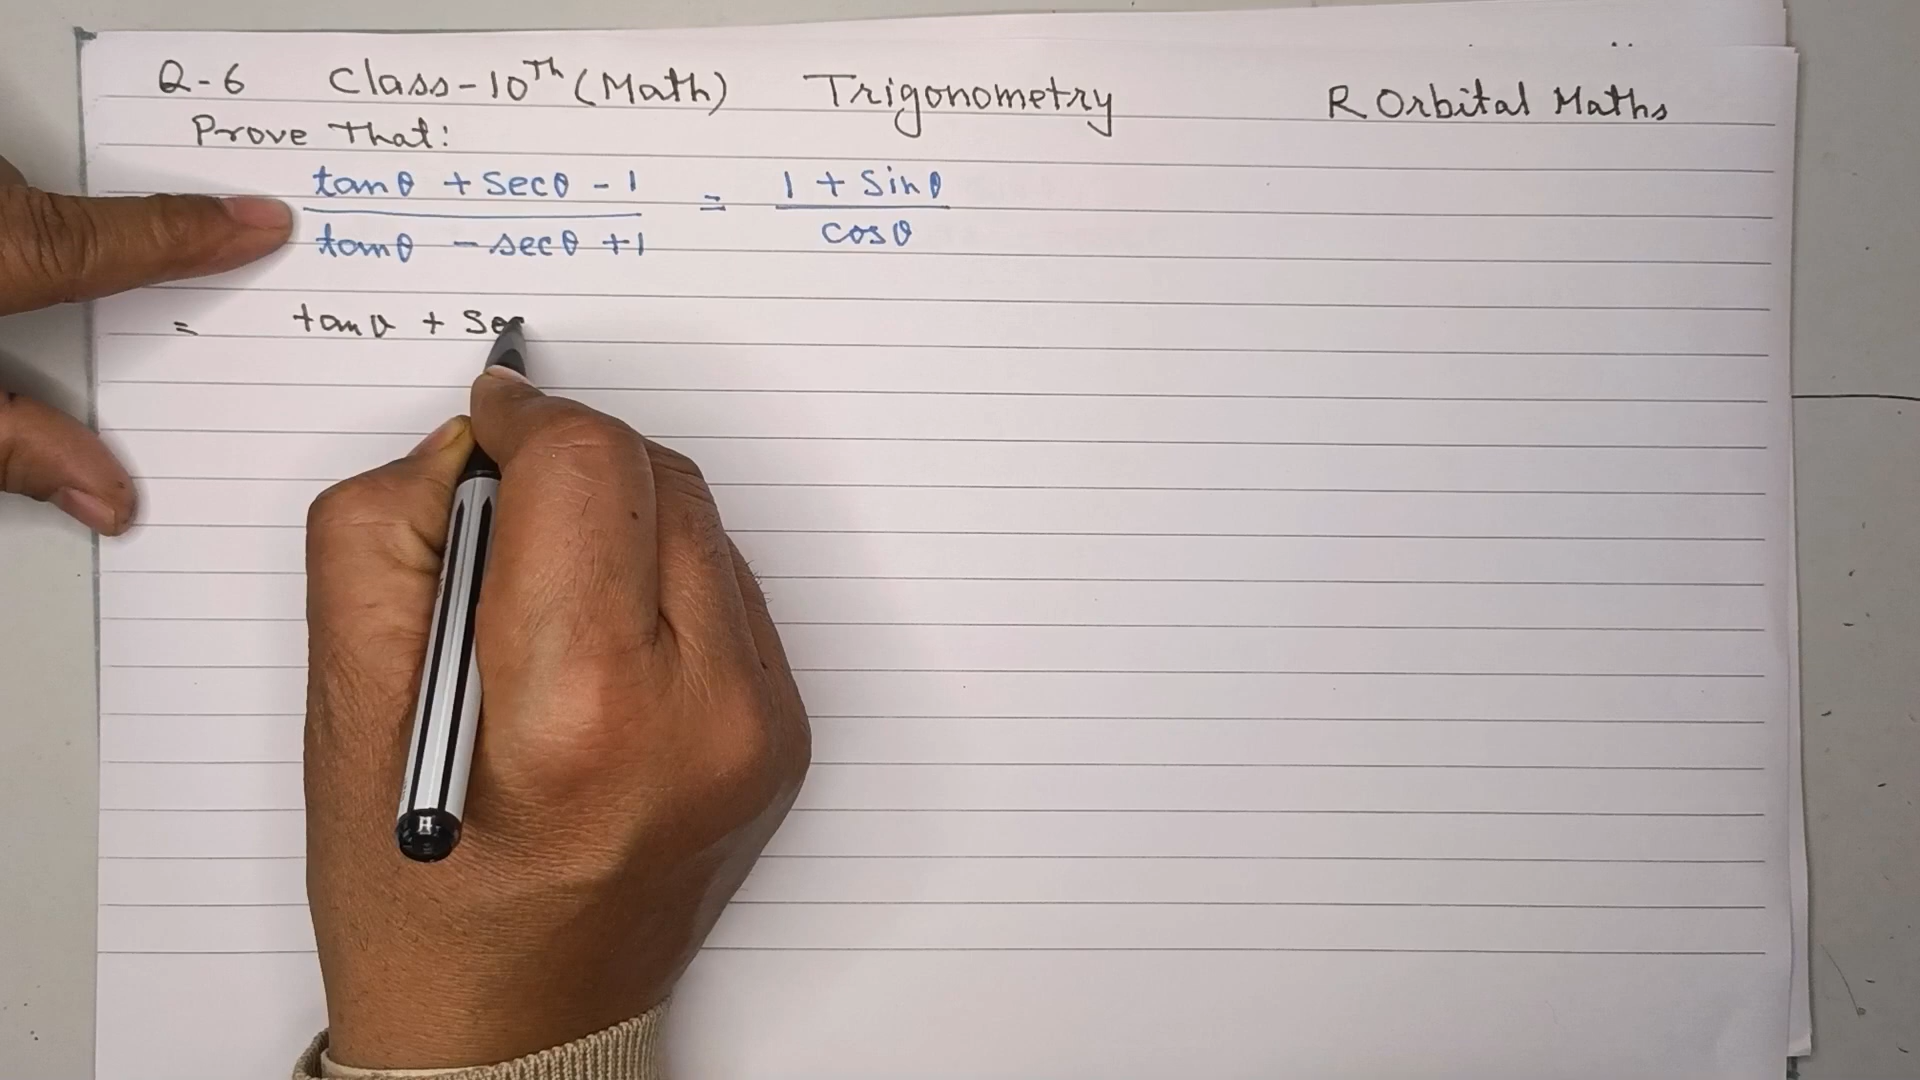 Q-6 Class-10Th (Math) Trigonometry R Orbital Maths
Prove That:
tanθ + Secθ - 1 = 1 + Sinθ
tanθ - secθ + 1 cosθ
= tanθ + Sec